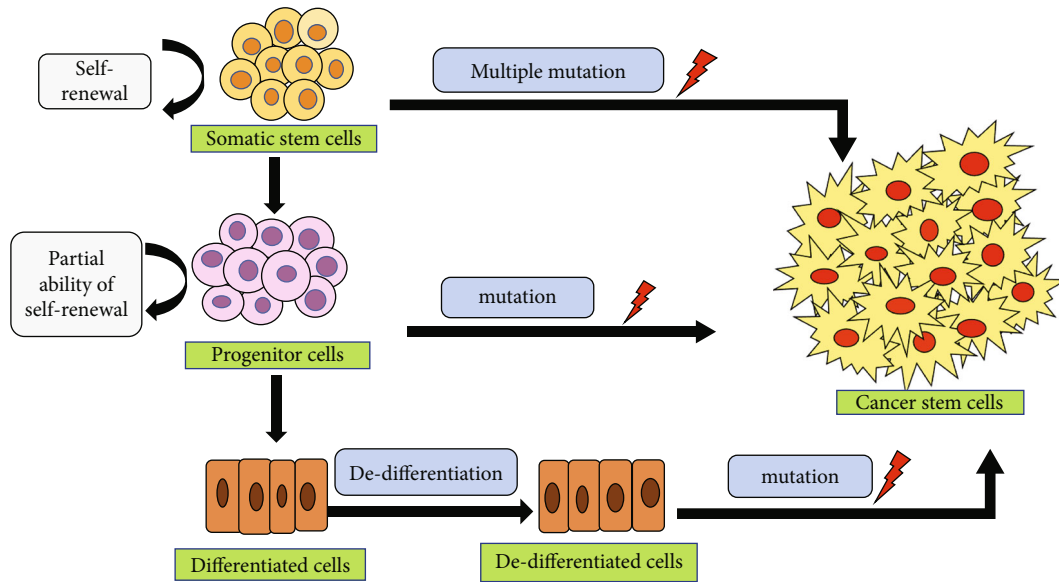 Self-
renewal
Multiple mutation
Somatic stem cells
Partial
ability of
self-renewal
mutation
Progenitor cells
Cancer stem cells
De-differentiation
mutation
Differentiated cells
De-differentiated cells